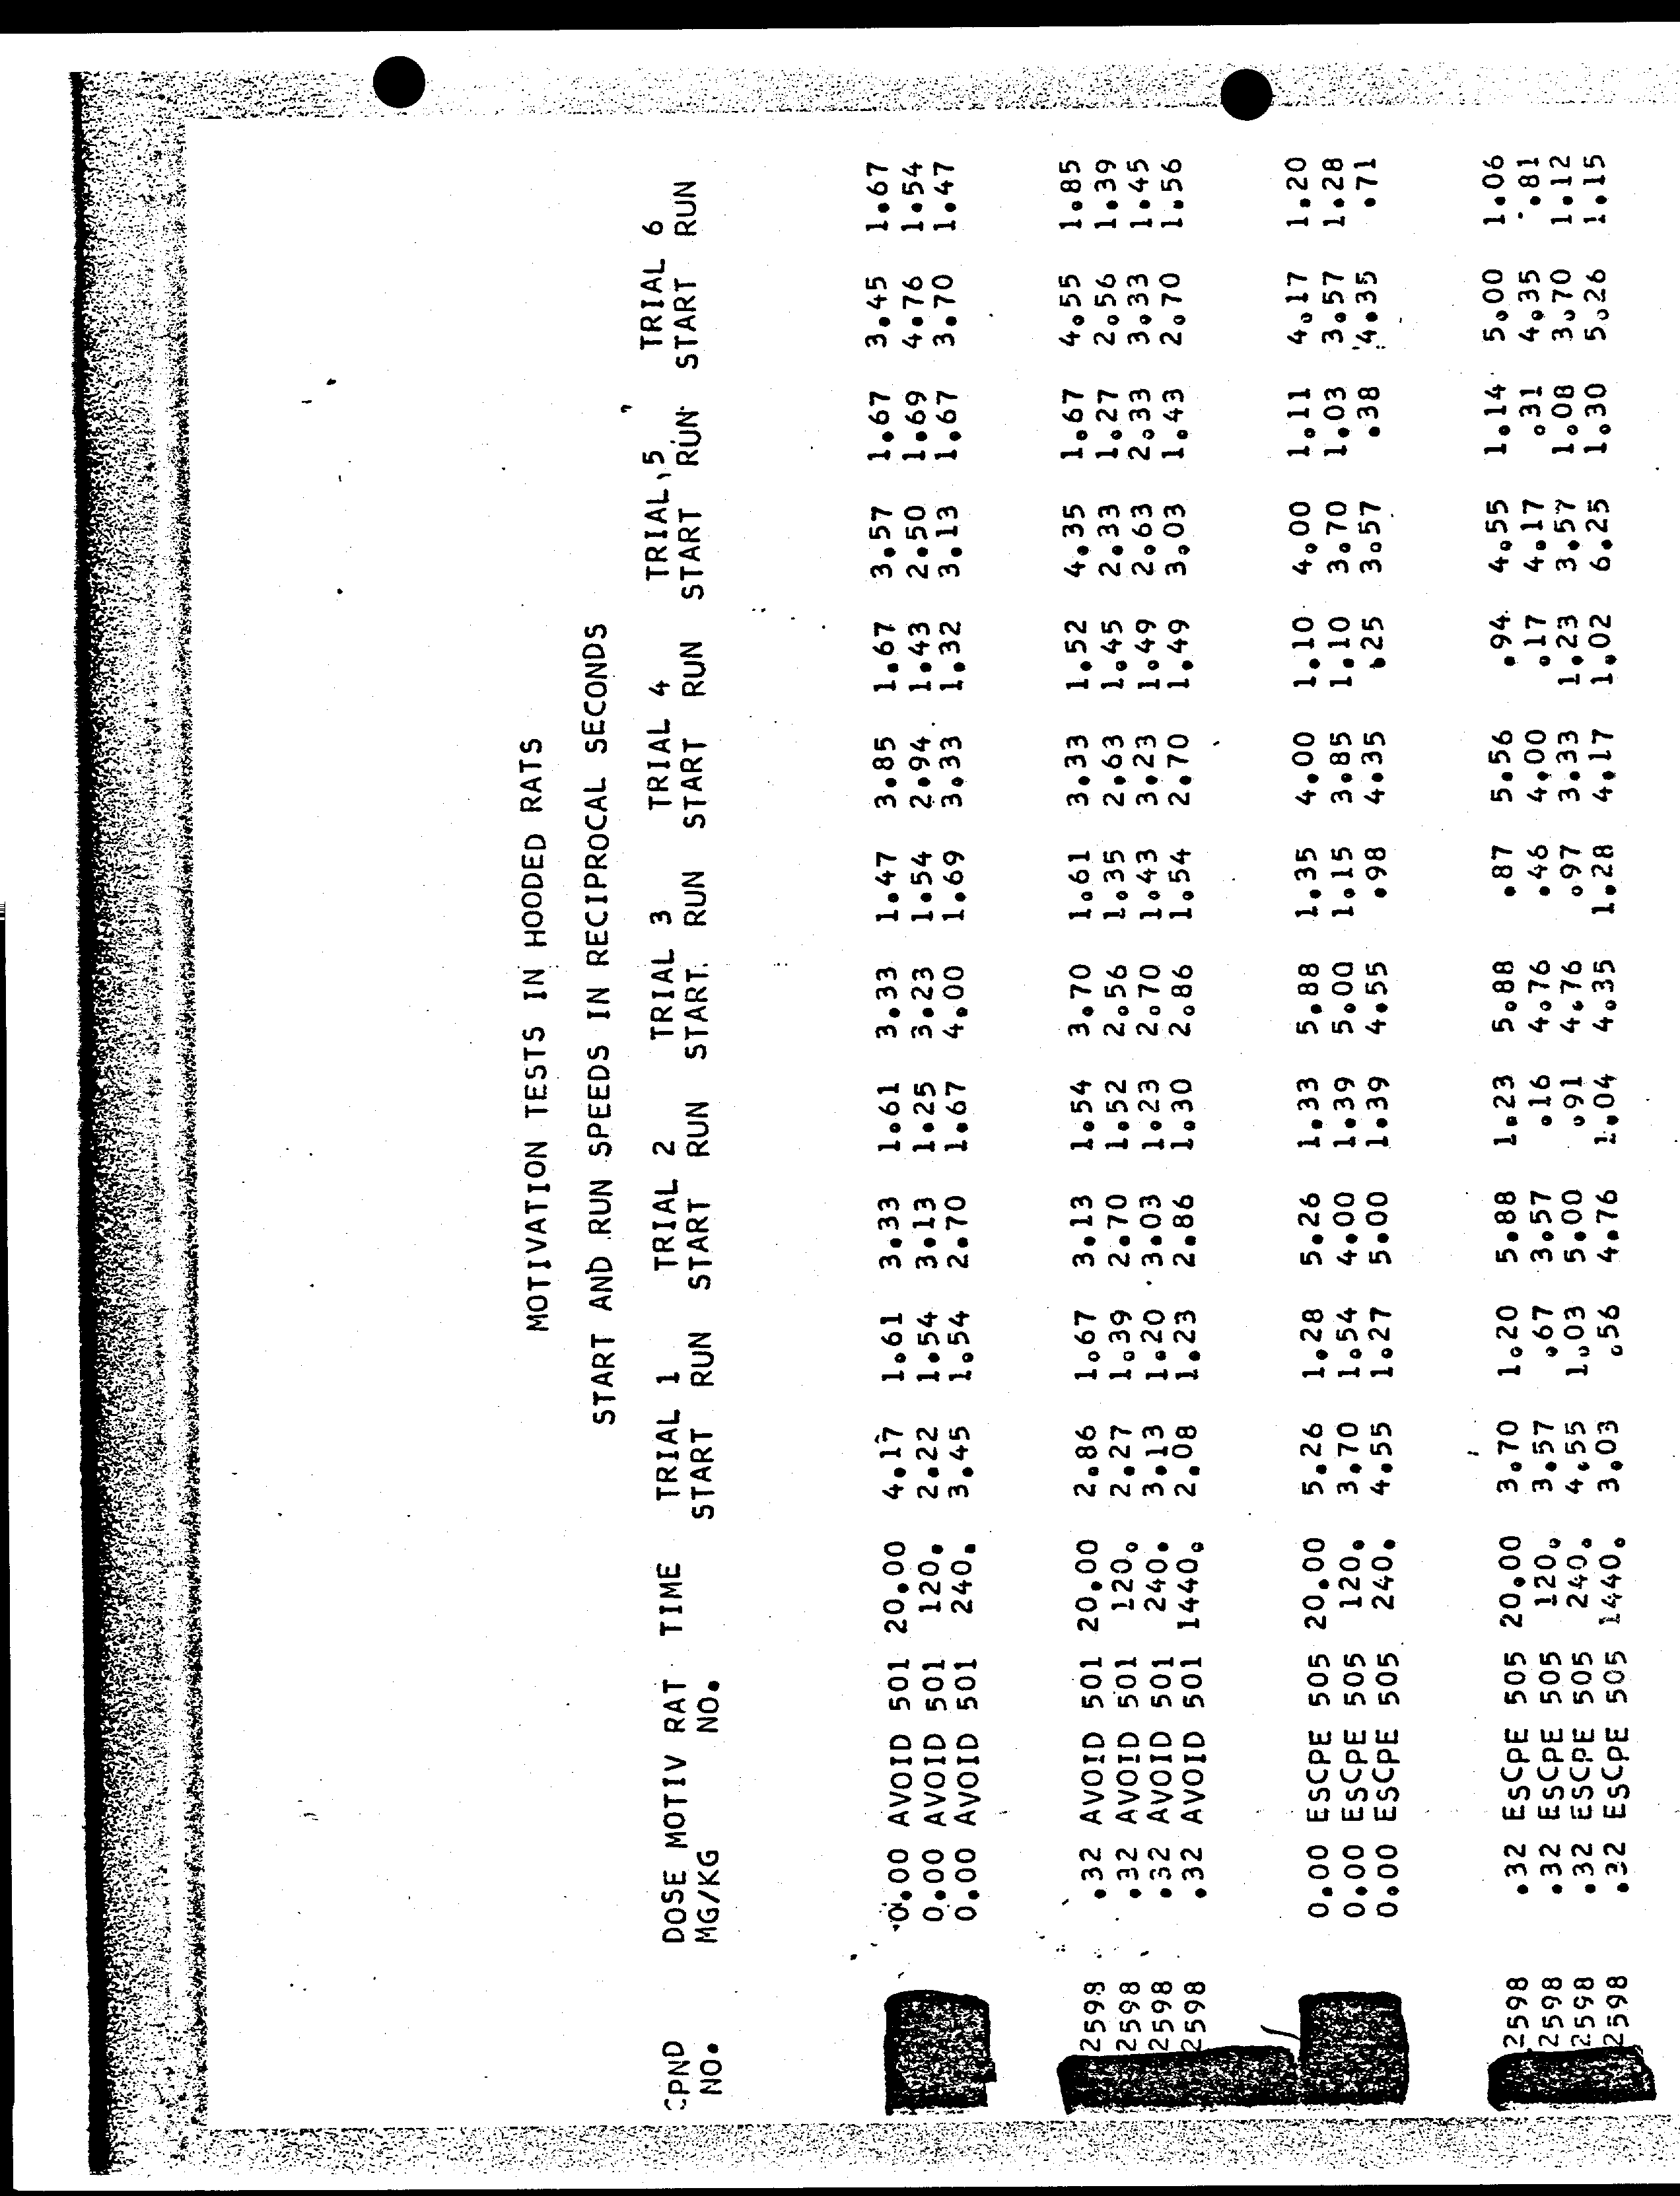 MOTIVATION TESTS IN HOODED RATS
START AND RUN SPEEDS IN RECIPROCAL SECONDS
CPND DOSE MOTIV RAT TIME TRIAL 1 TRIAL 2 TRIAL 3 TRIAL 4 TRIAL 5 TRIAL 6
NO. MG/KG NO. START RUN START RUN START RUN START RUN START RUN START RUN
0.00 AVOID 501 20.00 4.17 1.61 3.33 1.61 3.33 1.47 3.85 1.67 3.57 1.67 3.45 1.67
0.00 AVOID 501 120. 2.22 1.54 3.13 1.25 3.23 1.54 2.94 1.43 2.50 1.69 4.76 1.54
0.00 AVOID 501 240. 3.45 1.54 2.70 1.67 4.00 1.69 3.33 1.32 3.13 1.67 3.70 1.47
2598 .32 AVOID 501 20.00 2.86 1.67 3.13 1.54 3.70 1.61 3.33 1.52 4.35 1.67 4.55 1.85
2598 .32 AVOID 501 120. 2.27 1.39 2.70 1.52 2.56 1.35 2.63 1.45 2.33 1.27 2.56 1.39
2598 .32 AVOID 501 240. 3.13 1.20 3.03 1.23 2.70 1.43 3.23 1.49 2.63 2.33 3.33 1.45
2598 .32 AVOID 501 1440. 2.08 1.23 2.86 1.30 2.86 1.54 2.70 1.49 3.03 1.43 2.70 1.56
0.00 ESCPE 505 20.00 5.26 1.28 5.26 1.33 5.88 1.35 4.00 1.10 4.00 1.11 4.17 1.20
0.00 ESCPE 505 120. 3.70 1.54 4.00 1.39 5.00 1.15 3.85 1.10 3.70 1.03 3.57 1.28
0.00 ESCPE 505 240. 4.55 1.27 5.00 1.39 4.55 .98 4.35 .25 3.57 .38 4.35 .71
2598 .32 ESCPE 505 20.00 3.70 1.20 5.88 1.23 5.88 .87 5.56 .94 4.55 1.14 5.00 1.06
2598 .32 ESCPE 505 120. 3.57 .67 3.57 .16 4.76 .46 4.00 .17 4.17 .31 4.35 .81
2598 .32 ESCPE 505 240. 4.55 1.03 5.00 .91 4.76 .97 3.33 1.23 3.57 1.08 3.70 1.12
2598 .32 ESCPE 505 1440. 3.03 .56 4.76 1.04 4.35 1.28 4.17 1.02 6.25 1.30 5.26 1.15